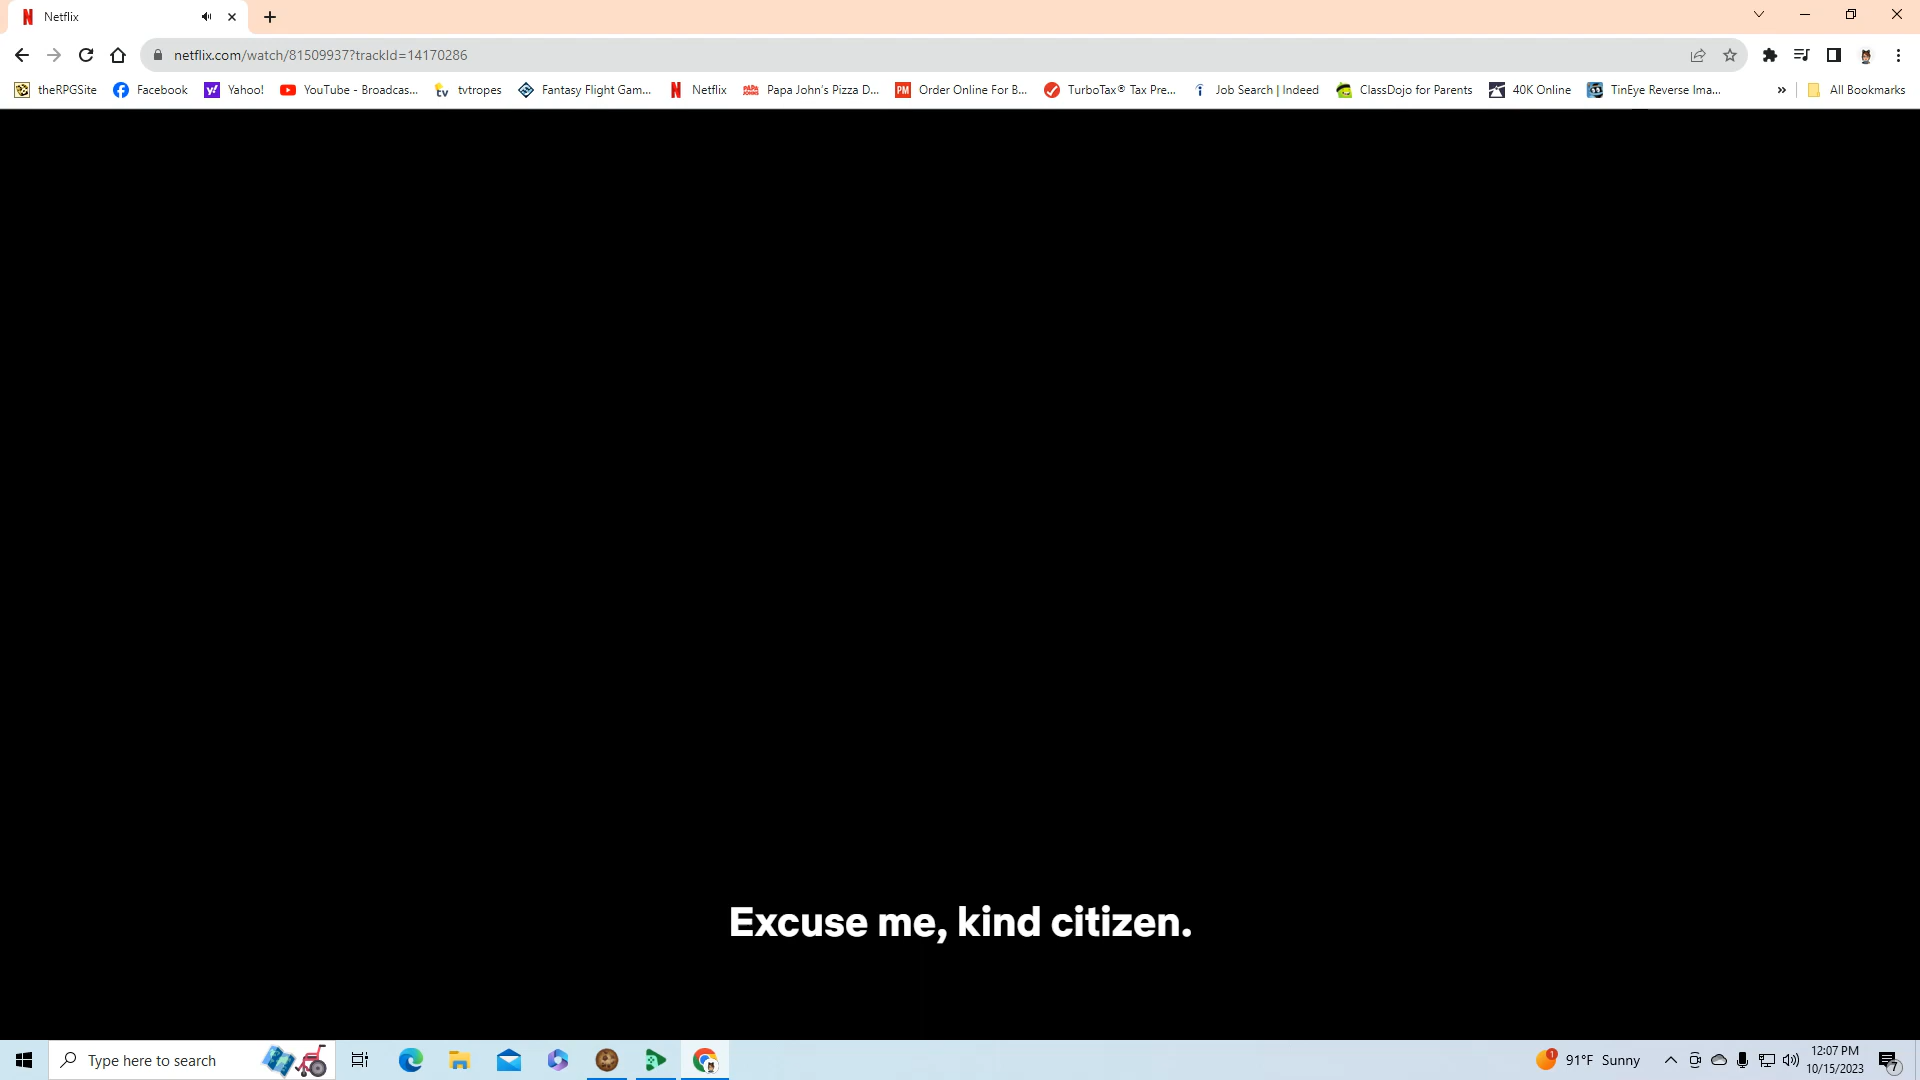 Netflix
netflix.com/watch/81509937?trackId=14170286
theRPGSite Facebook Yahoo! YouTube - Broadcas... tvtropes Fantasy Flight Gam... Netflix Papa John's Pizza D... Order Online For B... TurboTax® Tax Pre... Job Search | Indeed ClassDojo for Parents 40K Online TinEye Reverse Ima... » All Bookmarks
Excuse me, kind citizen.
Type here to search 91°F Sunny 12:07 PM
10/15/2023 7